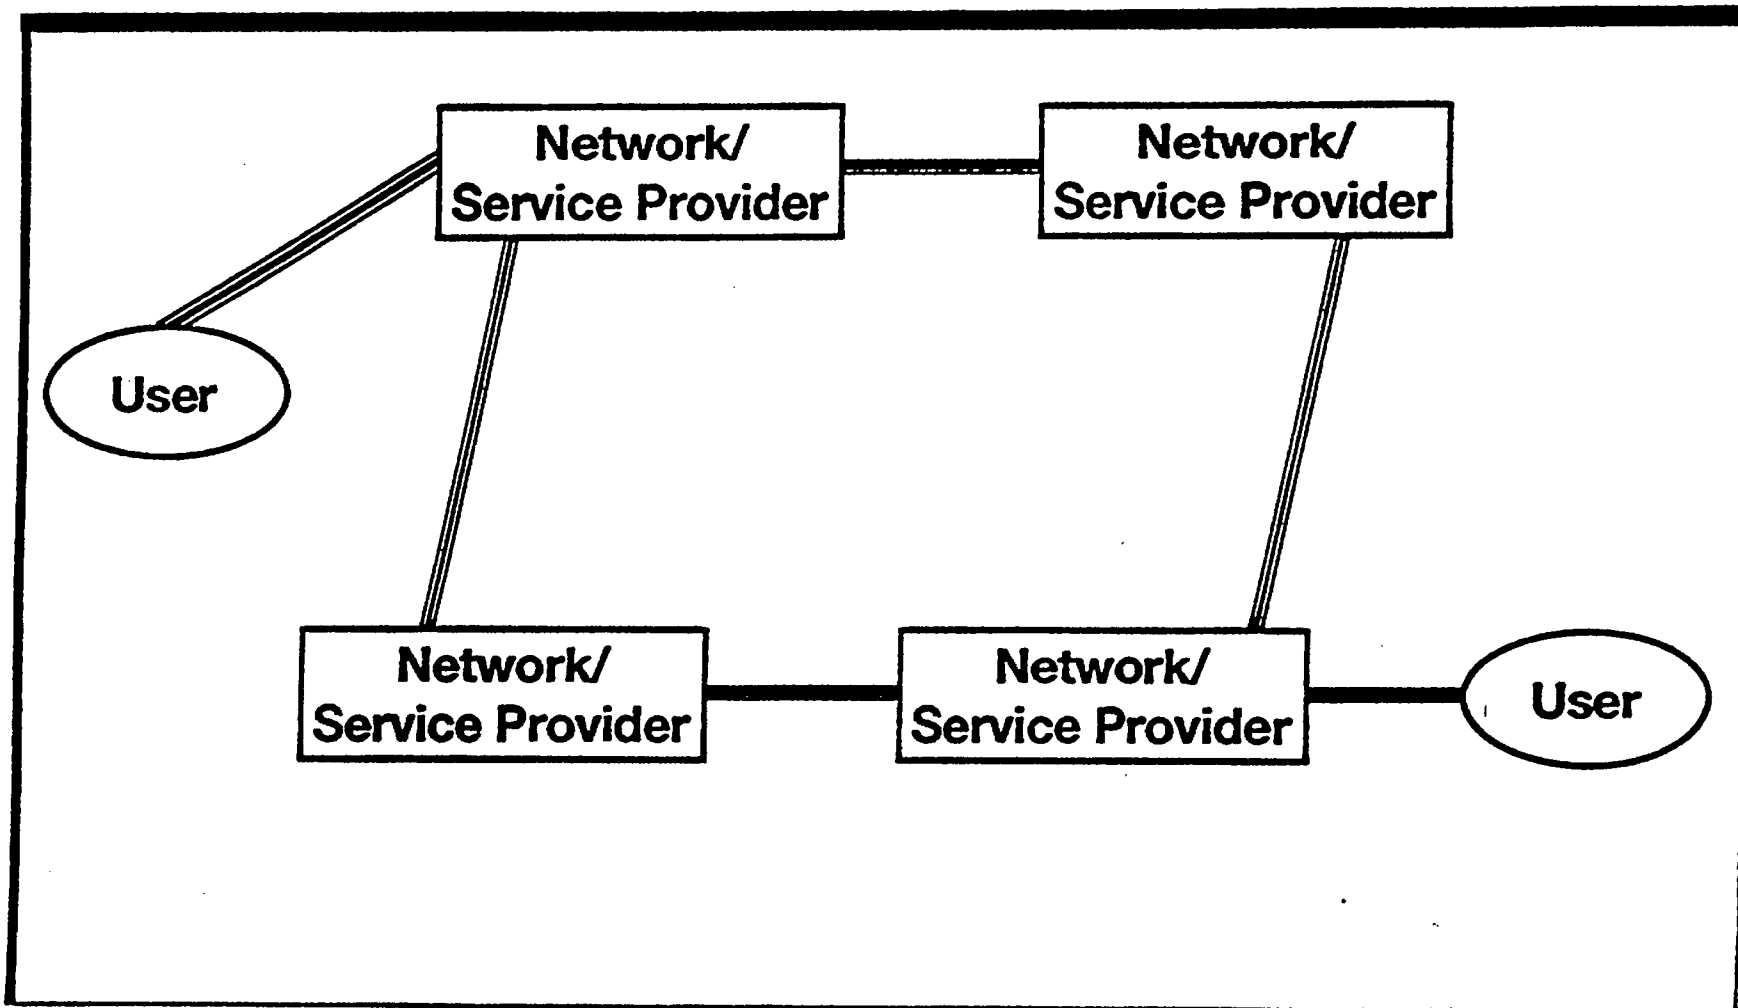 Network/
Service Provider
Network/
Service Provider
User
Network/
Service Provider
Network/
Service Provider
User